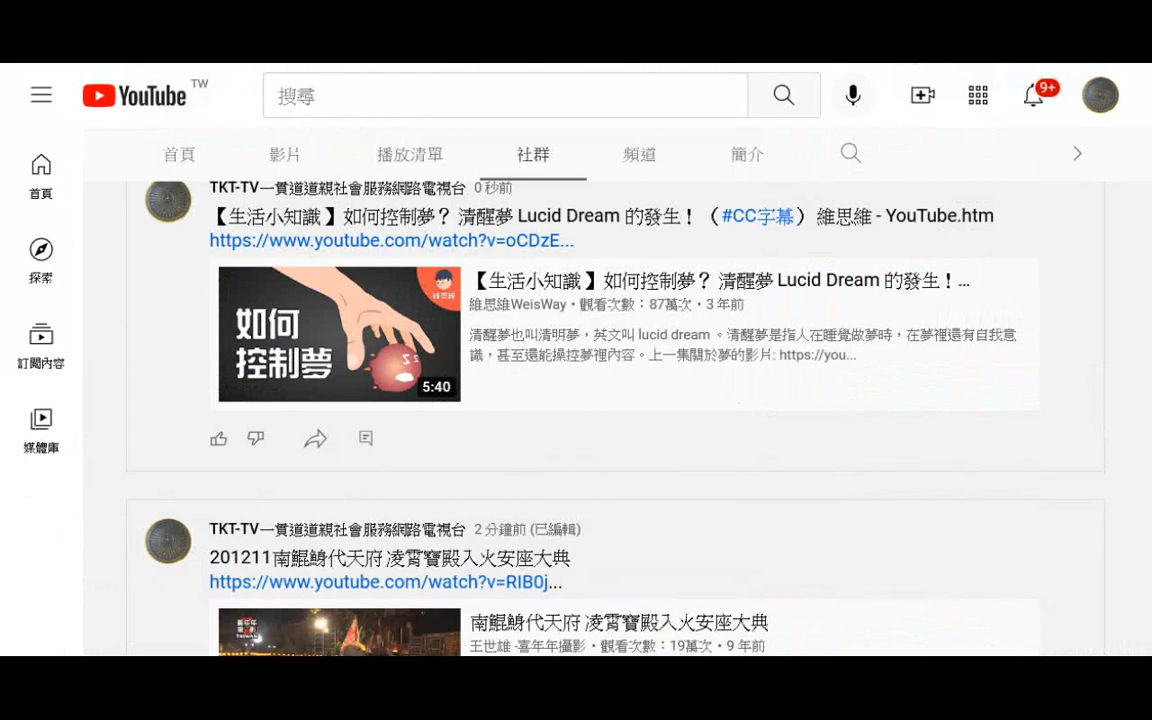 YouTube TW
搜尋
9+
首頁
影片
播放清單
社群
頻道
簡介
首頁
探索
訂閱內容
媒體庫
TKT-TV一貫道道親社會服務網路電視台 0 秒前
【生活小知識 】如何控制夢？ 清醒夢 Lucid Dream 的發生！（#CC字幕）維思維 - YouTube.htm
https://www.youtube.com/watch?v=oCDzE...
如何
控制夢
維思維
zz
5:40
【生活小知識 】如何控制夢？ 清醒夢 Lucid Dream 的發生！...
維思維WeisWay • 觀看次數：87萬次 • 3 年前
清醒夢也叫清明夢，英文叫 lucid dream 。清醒夢是指人在睡覺做夢時，在夢裡還有自我意
識，甚至還能操控夢裡內容。上一集關於夢的影片: https://you...
TKT-TV一貫道道親社會服務網路電視台 2 分鐘前 (已編輯)
201211南鯤鯓代天府 凌霄寶殿入火安座大典
https://www.youtube.com/watch?v=RIB0j...
南鯤鯓代天府 凌霄寶殿入火安座大典
王世雄 -喜年年攝影 • 觀看次數：19萬次 • 9 年前